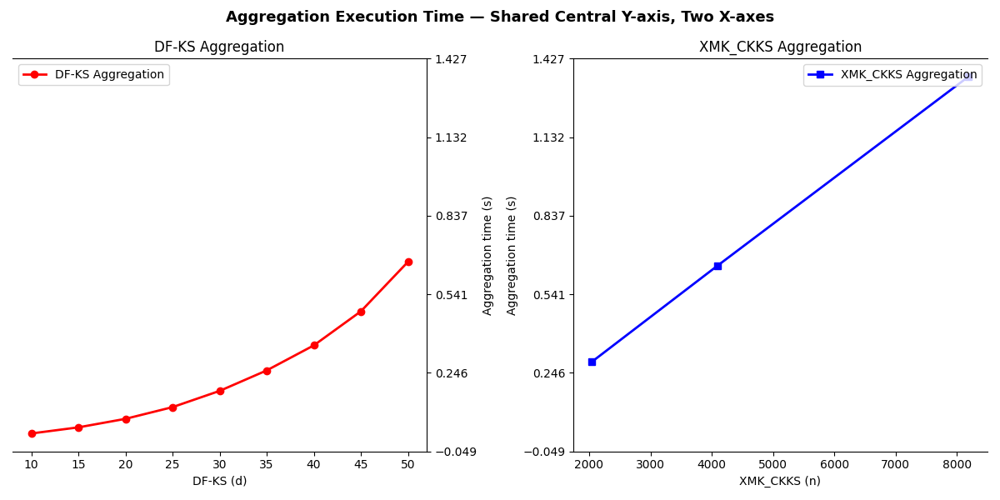 Aggregation Execution Time — Shared Central Y-axis, Two X-axes
DF-KS Aggregation
DF-KS Aggregation
1.427
1.132
0.837
0.541
0.246
−0.049
Aggregation time (s)
10 15 20 25 30 35 40 45 50
DF-KS (d)
XMK_CKKS Aggregation
XMK_CKKS Aggregation
1.427
1.132
0.837
0.541
0.246
−0.049
Aggregation time (s)
2000 3000 4000 5000 6000 7000 8000
XMK_CKKS (n)